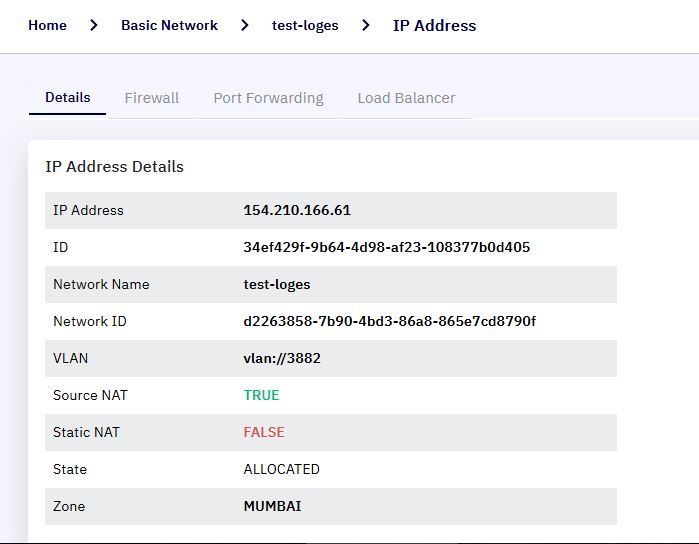 Home > Basic Network > test-loges > IP Address
Details Firewall Port Forwarding Load Balancer
IP Address Details
IP Address 154.210.166.61
ID 34ef429f-9b64-4d98-af23-108377b0d405
Network Name test-loges
Network ID d2263858-7b90-4bd3-86a8-865e7cd8790f
VLAN vlan://3882
Source NAT TRUE
Static NAT FALSE
State ALLOCATED
Zone MUMBAI